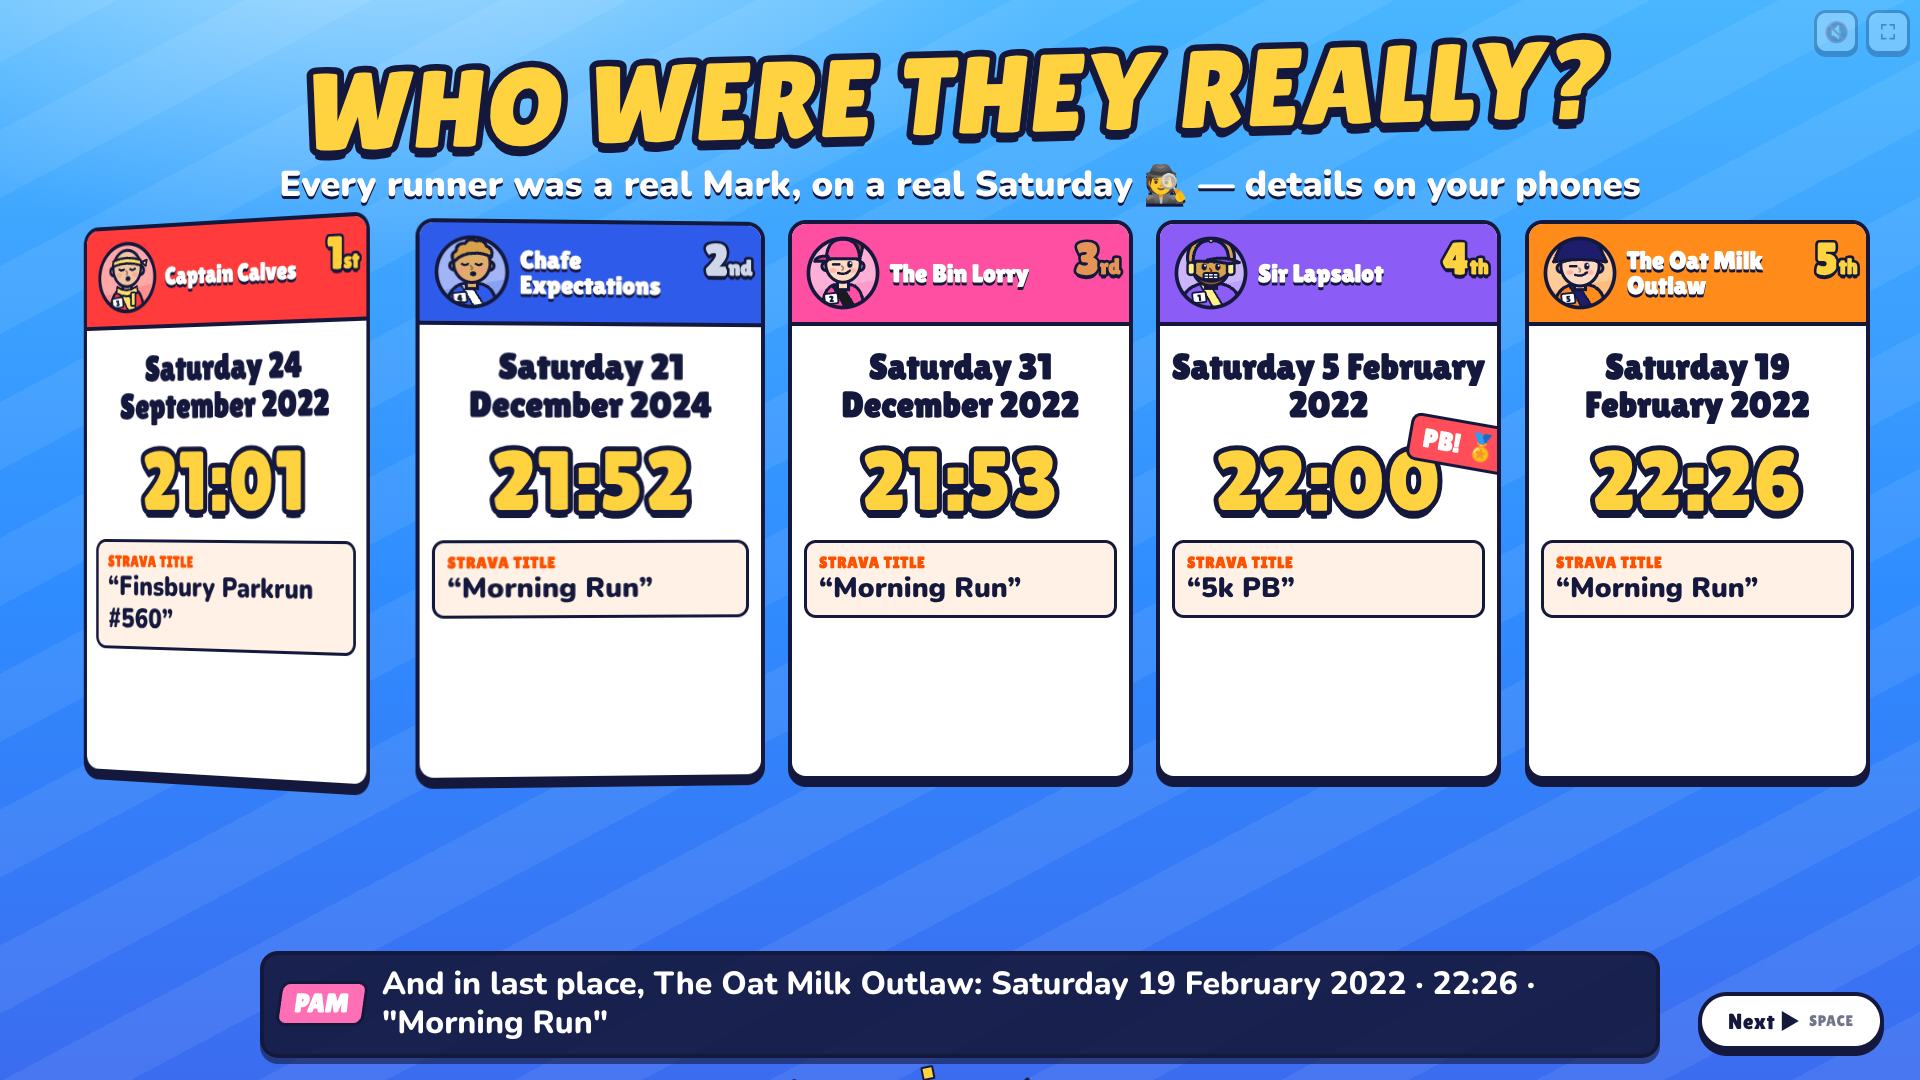 WHO WERE THEY REALLY?
Every runner was a real Mark, on a real Saturday 🕵️ — details on your phones
Captain Calves
1st
Saturday 24
September 2022
21:01
STRAVA TITLE
“Finsbury Parkrun
#560”
Chafe
Expectations
2nd
Saturday 21
December 2024
21:52
STRAVA TITLE
“Morning Run”
The Bin Lorry
3rd
Saturday 31
December 2022
21:53
STRAVA TITLE
“Morning Run”
Sir Lapsalot
4th
Saturday 5 February
2022
PB! 🏅
22:00
STRAVA TITLE
“5k PB”
The Oat Milk
Outlaw
5th
Saturday 19
February 2022
22:26
STRAVA TITLE
“Morning Run”
PAM
And in last place, The Oat Milk Outlaw: Saturday 19 February 2022 · 22:26 ·
"Morning Run"
Next ▶ SPACE